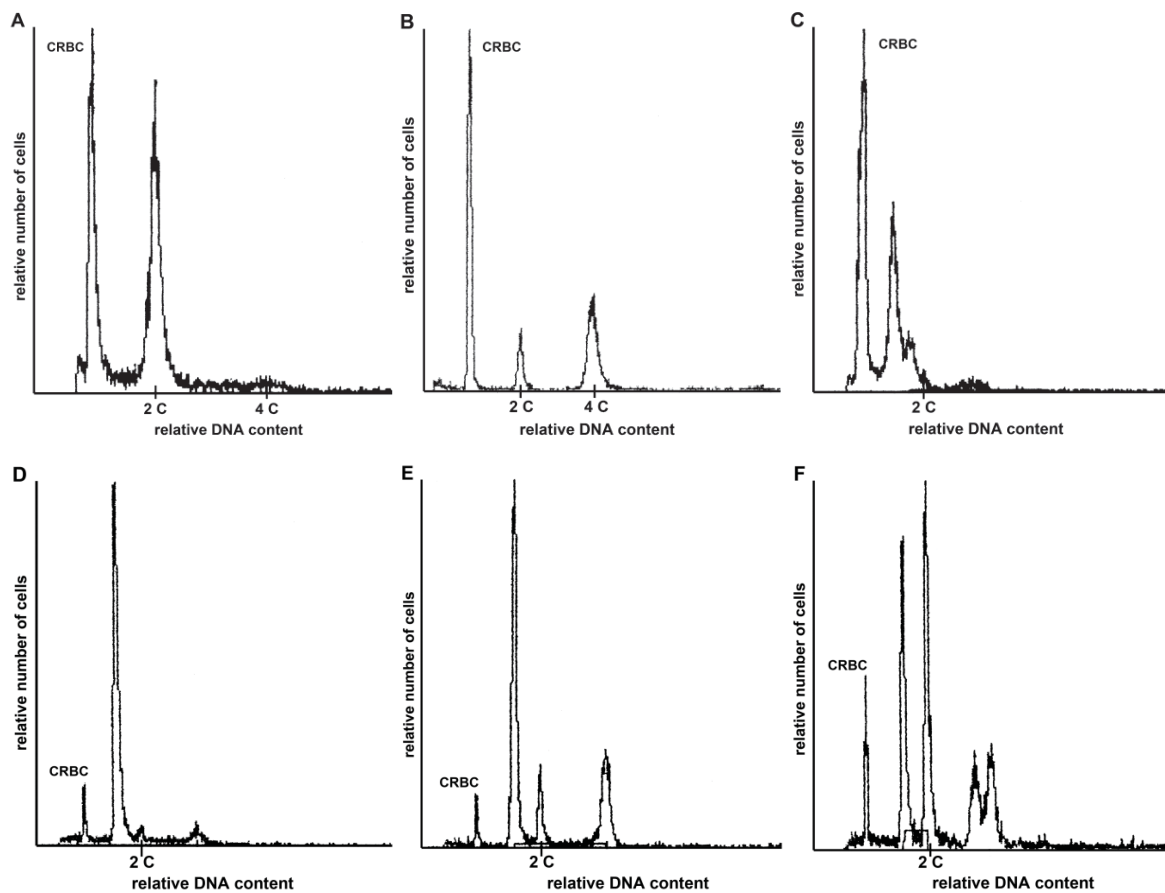 A
CRBC
relative number of cells
2 C
4 C
relative DNA content
B
CRBC
relative number of cells
2 C
4 C
relative DNA content
C
CRBC
relative number of cells
2 C
relative DNA content
D
CRBC
relative number of cells
2 C
relative DNA content
E
CRBC
relative number of cells
2 C
relative DNA content
F
CRBC
relative number of cells
2 C
relative DNA content